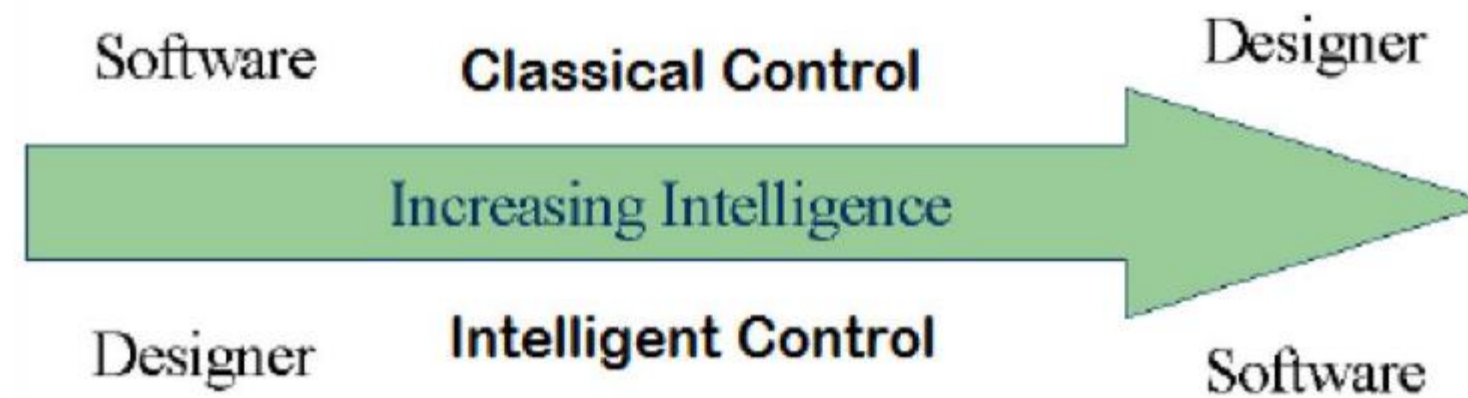 Software Classical Control Designer
Increasing Intelligence
Designer Intelligent Control Software